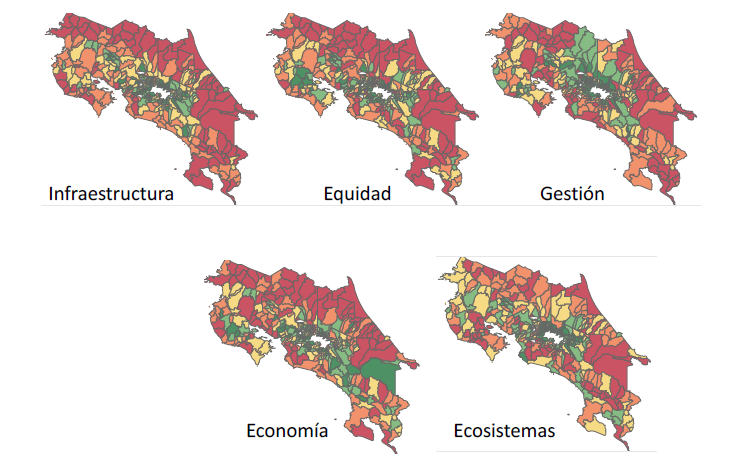 Infraestructura
Equidad
Gestión
Economía
Ecosistemas